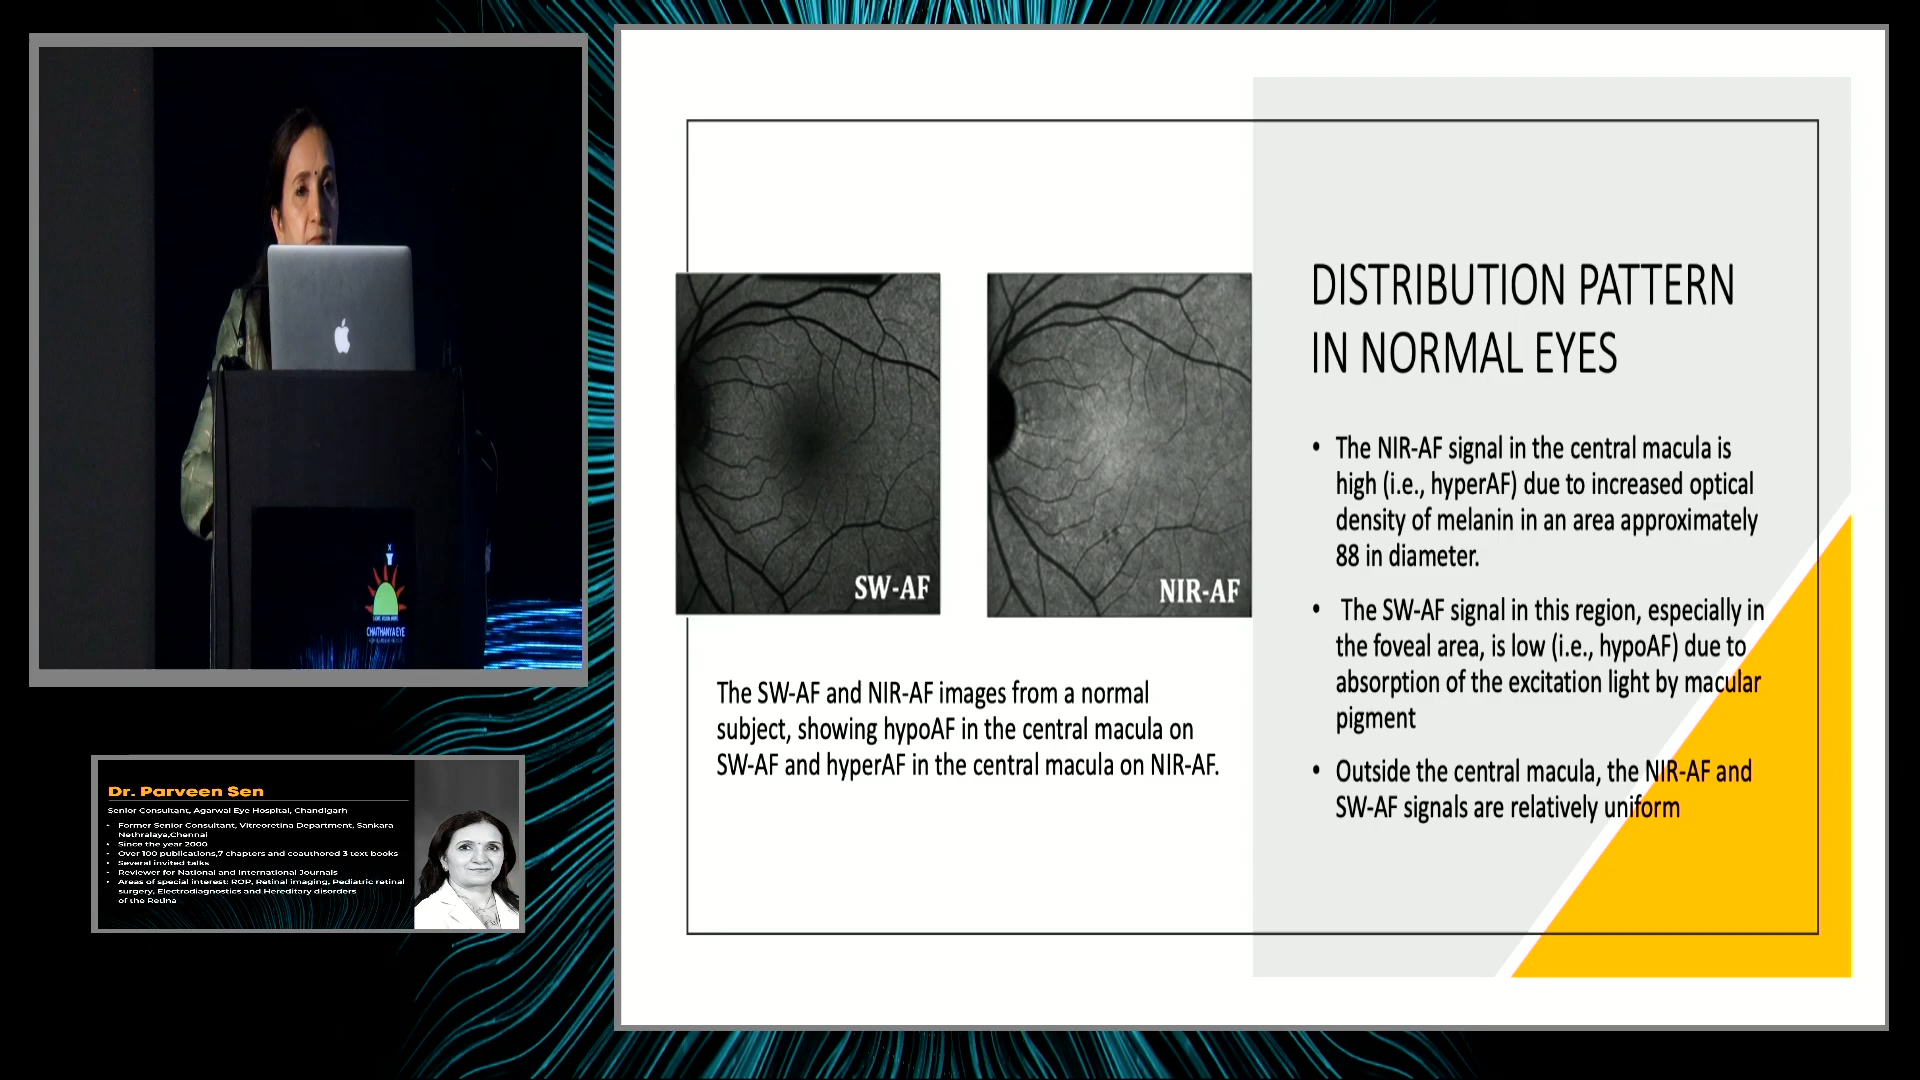 DISTRIBUTION PATTERN
IN NORMAL EYES
• The NIR-AF signal in the central macula is
high (i.e., hyperAF) due to increased optical
density of melanin in an area approximately
88 in diameter.
• The SW-AF signal in this region, especially in
the foveal area, is low (i.e., hypoAF) due to
absorption of the excitation light by macular
pigment
• Outside the central macula, the NIR-AF and
SW-AF signals are relatively uniform
SW-AF
NIR-AF
The SW-AF and NIR-AF images from a normal
subject, showing hypoAF in the central macula on
SW-AF and hyperAF in the central macula on NIR-AF.
CHAITHANYA EYE
Dr. Parveen Sen
Senior Consultant, Agarwal Eye Hospital, Chandigarh
• Former Senior Consultant, Vitreoretina Department, Sankara
Nethralaya,Chennai
• Since the year 2000
• Over 100 publications,7 chapters and coauthored 3 text books
• Several invited talks
• Reviewer for National and International Journals
• Areas of special interest: ROP, Retinal imaging, Pediatric retinal
surgery, Electrodiagnostics and Hereditary disorders
of the Retina